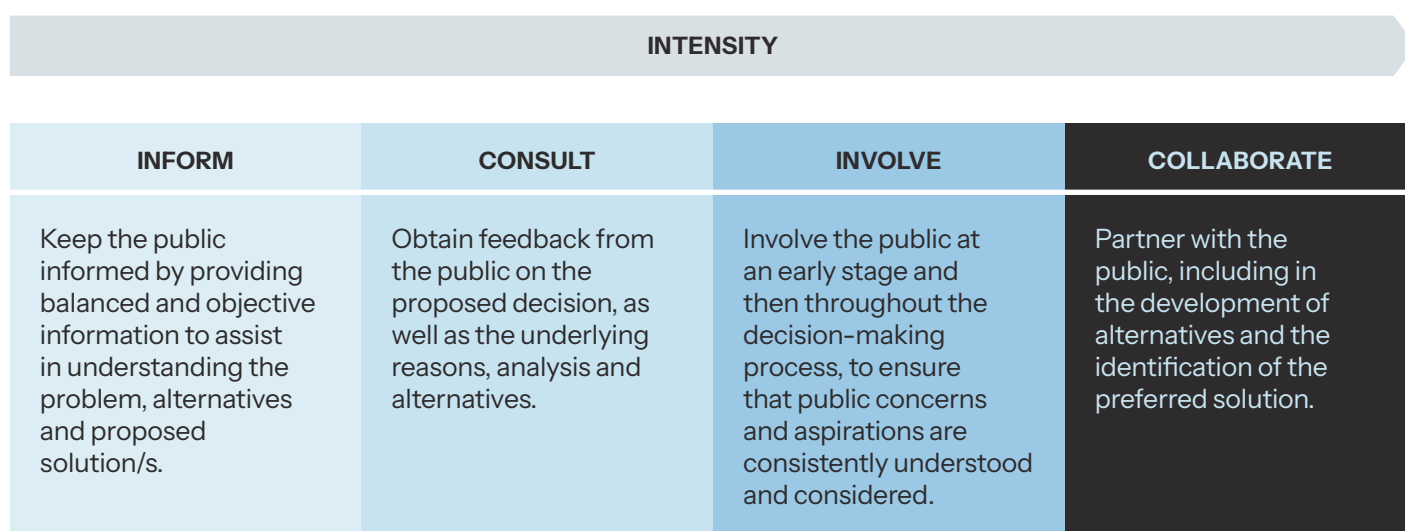 INTENSITY
INFORM
CONSULT
INVOLVE
COLLABORATE
Keep the public
informed by providing
balanced and objective
information to assist
in understanding the
problem, alternatives
and proposed
solution/s.
Obtain feedback from
the public on the
proposed decision, as
well as the underlying
reasons, analysis and
alternatives.
Involve the public at
an early stage and
then throughout the
decision-making
process, to ensure
that public concerns
and aspirations are
consistently understood
and considered.
Partner with the
public, including in
the development of
alternatives and the
identification of the
preferred solution.